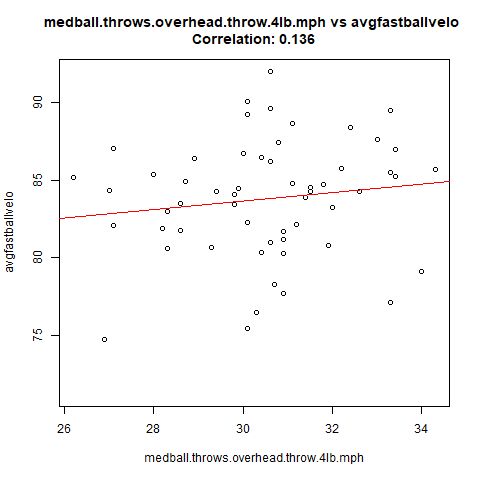 medball.throws.overhead.throw.4lb.mph vs avgfastballvelo
Correlation: 0.136
90
85
80
75
avgfastballvelo
26
28
30
32
34
medball.throws.overhead.throw.4lb.mph